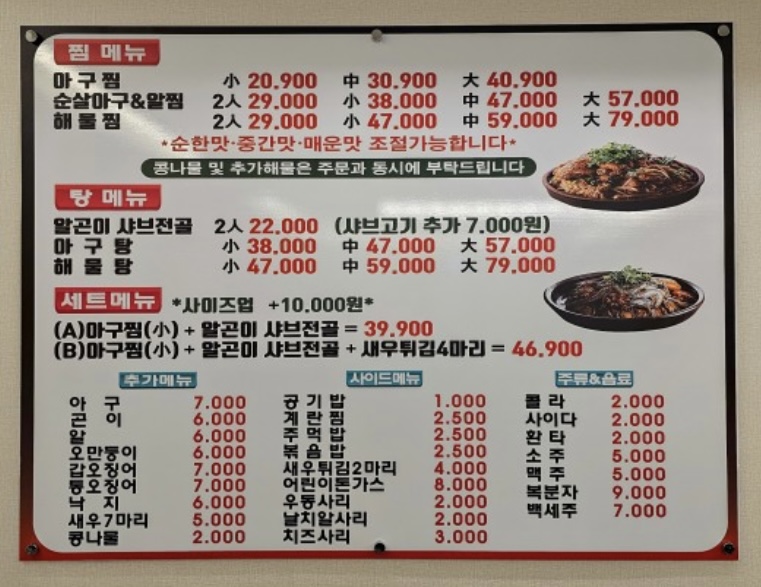 찜 메뉴
아구찜 小 20.900 中 30.900 大 40.900
순살아구&알찜 2人 29.000 小 38.000 中 47.000 大 57.000
해물찜 2人 29.000 小 47.000 中 59.000 大 79.000
*순한맛·중간맛·매운맛 조절가능합니다*
콩나물 및 추가해물은 주문과 동시에 부탁드립니다
탕 메뉴
알곤이 샤브전골 2人 22.000 (샤브고기 추가 7.000원)
아구탕 小 38.000 中 47.000 大 57.000
해물탕 小 47.000 中 59.000 大 79.000
세트메뉴 *사이즈업 +10.000원*
(A)아구찜(小) + 알곤이 샤브전골 = 39.900
(B)아구찜(小) + 알곤이 샤브전골 + 새우튀김4마리 = 46.900
추가메뉴
아구 7.000
곤이 6.000
알 6.000
오만둥이 6.000
갑오징어 7.000
통오징어 7.000
낙지 6.000
새우7마리 5.000
콩나물 2.000
사이드메뉴
공기밥 1.000
계란찜 2.500
주먹밥 2.500
볶음밥 2.500
새우튀김2마리 4.000
어린이돈가스 8.000
우동사리 2.000
날치알사리 2.000
치즈사리 3.000
주류&음료
콜라 2.000
사이다 2.000
환타 2.000
소주 5.000
맥주 5.000
복분자 9.000
백세주 7.000